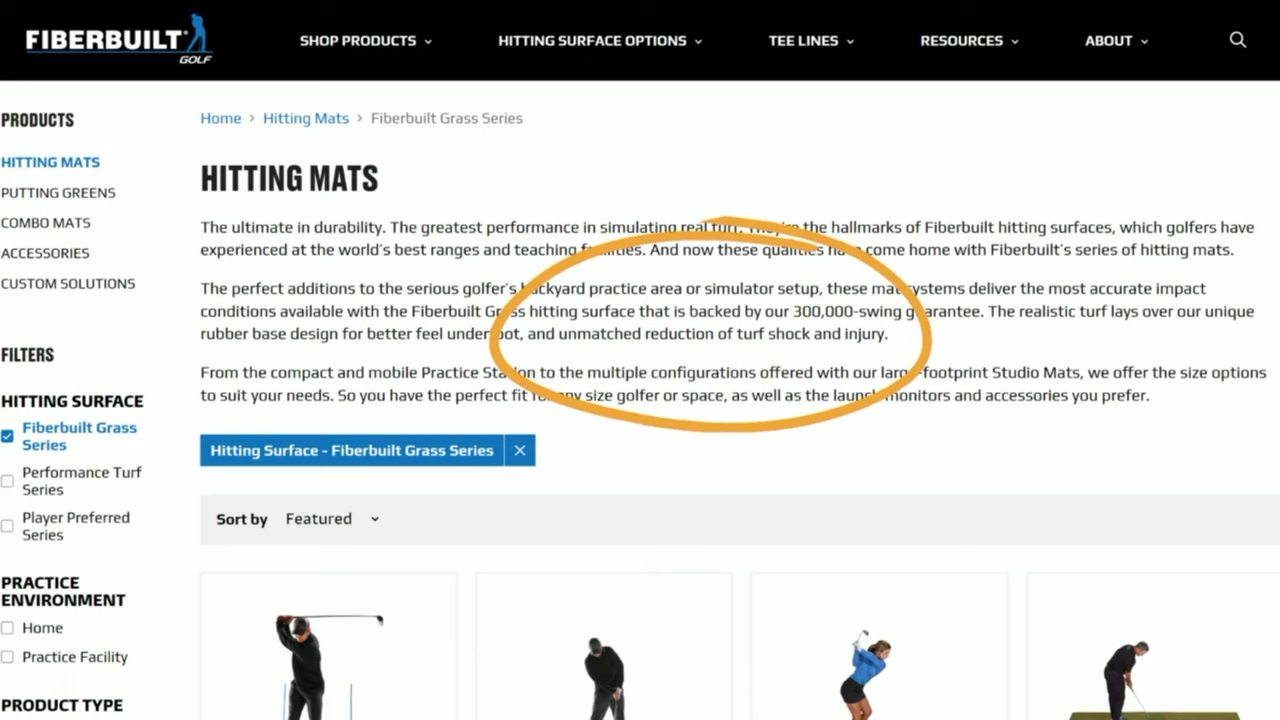 FIBERBUILT
GOLF
SHOP PRODUCTS
HITTING SURFACE OPTIONS
TEE LINES
RESOURCES
ABOUT
PRODUCTS
HITTING MATS
PUTTING GREENS
COMBO MATS
ACCESSORIES
CUSTOM SOLUTIONS
FILTERS
HITTING SURFACE
Fiberbuilt Grass
Series
Performance Turf
Series
Player Preferred
Series
PRACTICE
ENVIRONMENT
Home
Practice Facility
PRODUCT TYPE
Home > Hitting Mats > Fiberbuilt Grass Series
HITTING MATS
The ultimate in durability. The greatest performance in simulating real turf. They're the hallmarks of Fiberbuilt hitting surfaces, which golfers have
experienced at the world's best ranges and teaching facilities. And now these qualities have come home with Fiberbuilt's series of hitting mats.
The perfect additions to the serious golfer's backyard practice area or simulator setup, these mat systems deliver the most accurate impact
conditions available with the Fiberbuilt Grass hitting surface that is backed by our 300,000-swing guarantee. The realistic turf lays over our unique
rubber base design for better feel underfoot, and unmatched reduction of turf shock and injury.
From the compact and mobile Practice Station to the multiple configurations offered with our large-footprint Studio Mats, we offer the size options
to suit your needs. So you have the perfect fit for any size golfer or space, as well as the launch monitors and accessories you prefer.
Hitting Surface - Fiberbuilt Grass Series ×
Sort by Featured